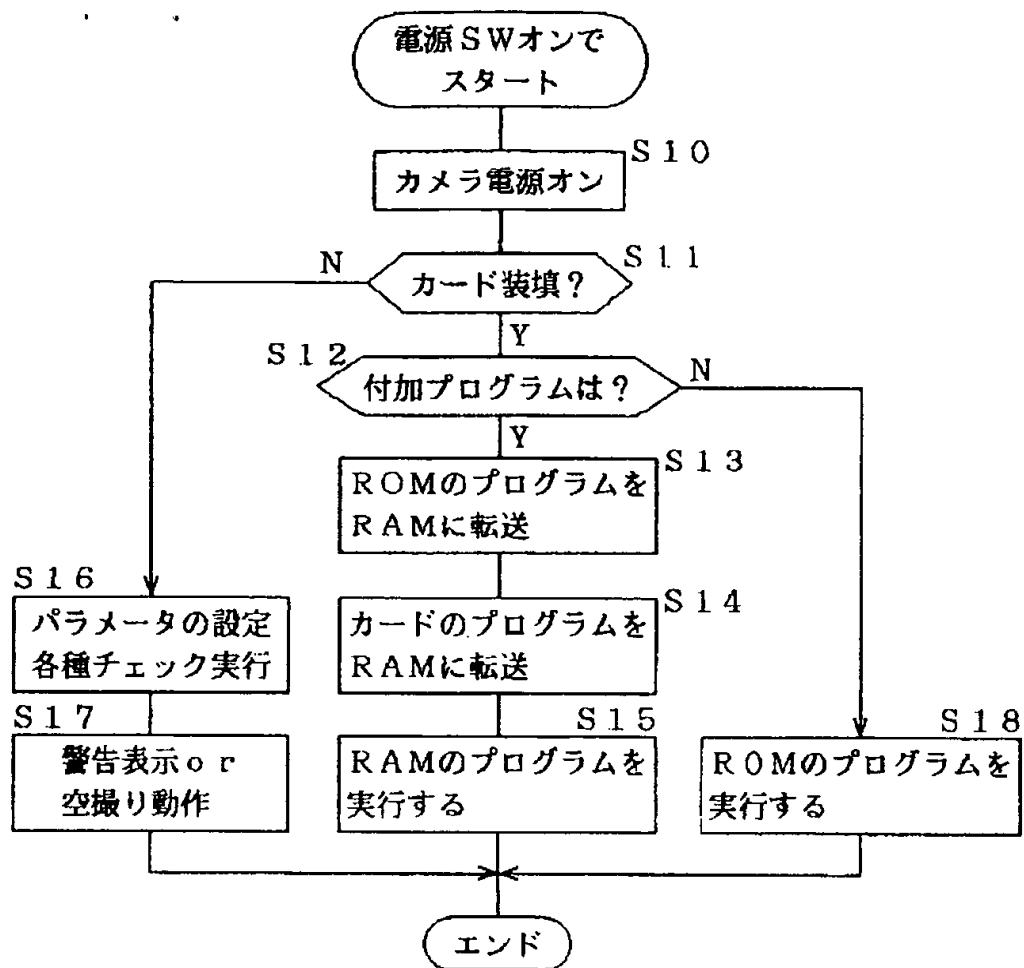 電源SWオンで
スタート
S10
カメラ電源オン
S11
N
カード装填?
Y
S12
N
付加プログラムは?
Y
S13
ROMのプログラムを
RAMに転送
S16
S14
パラメータの設定
各種チェック実行
カードのプログラムを
RAMに転送
S17
S15
S18
警告表示or
空撮り動作
RAMのプログラムを
実行する
ROMのプログラムを
実行する
エンド